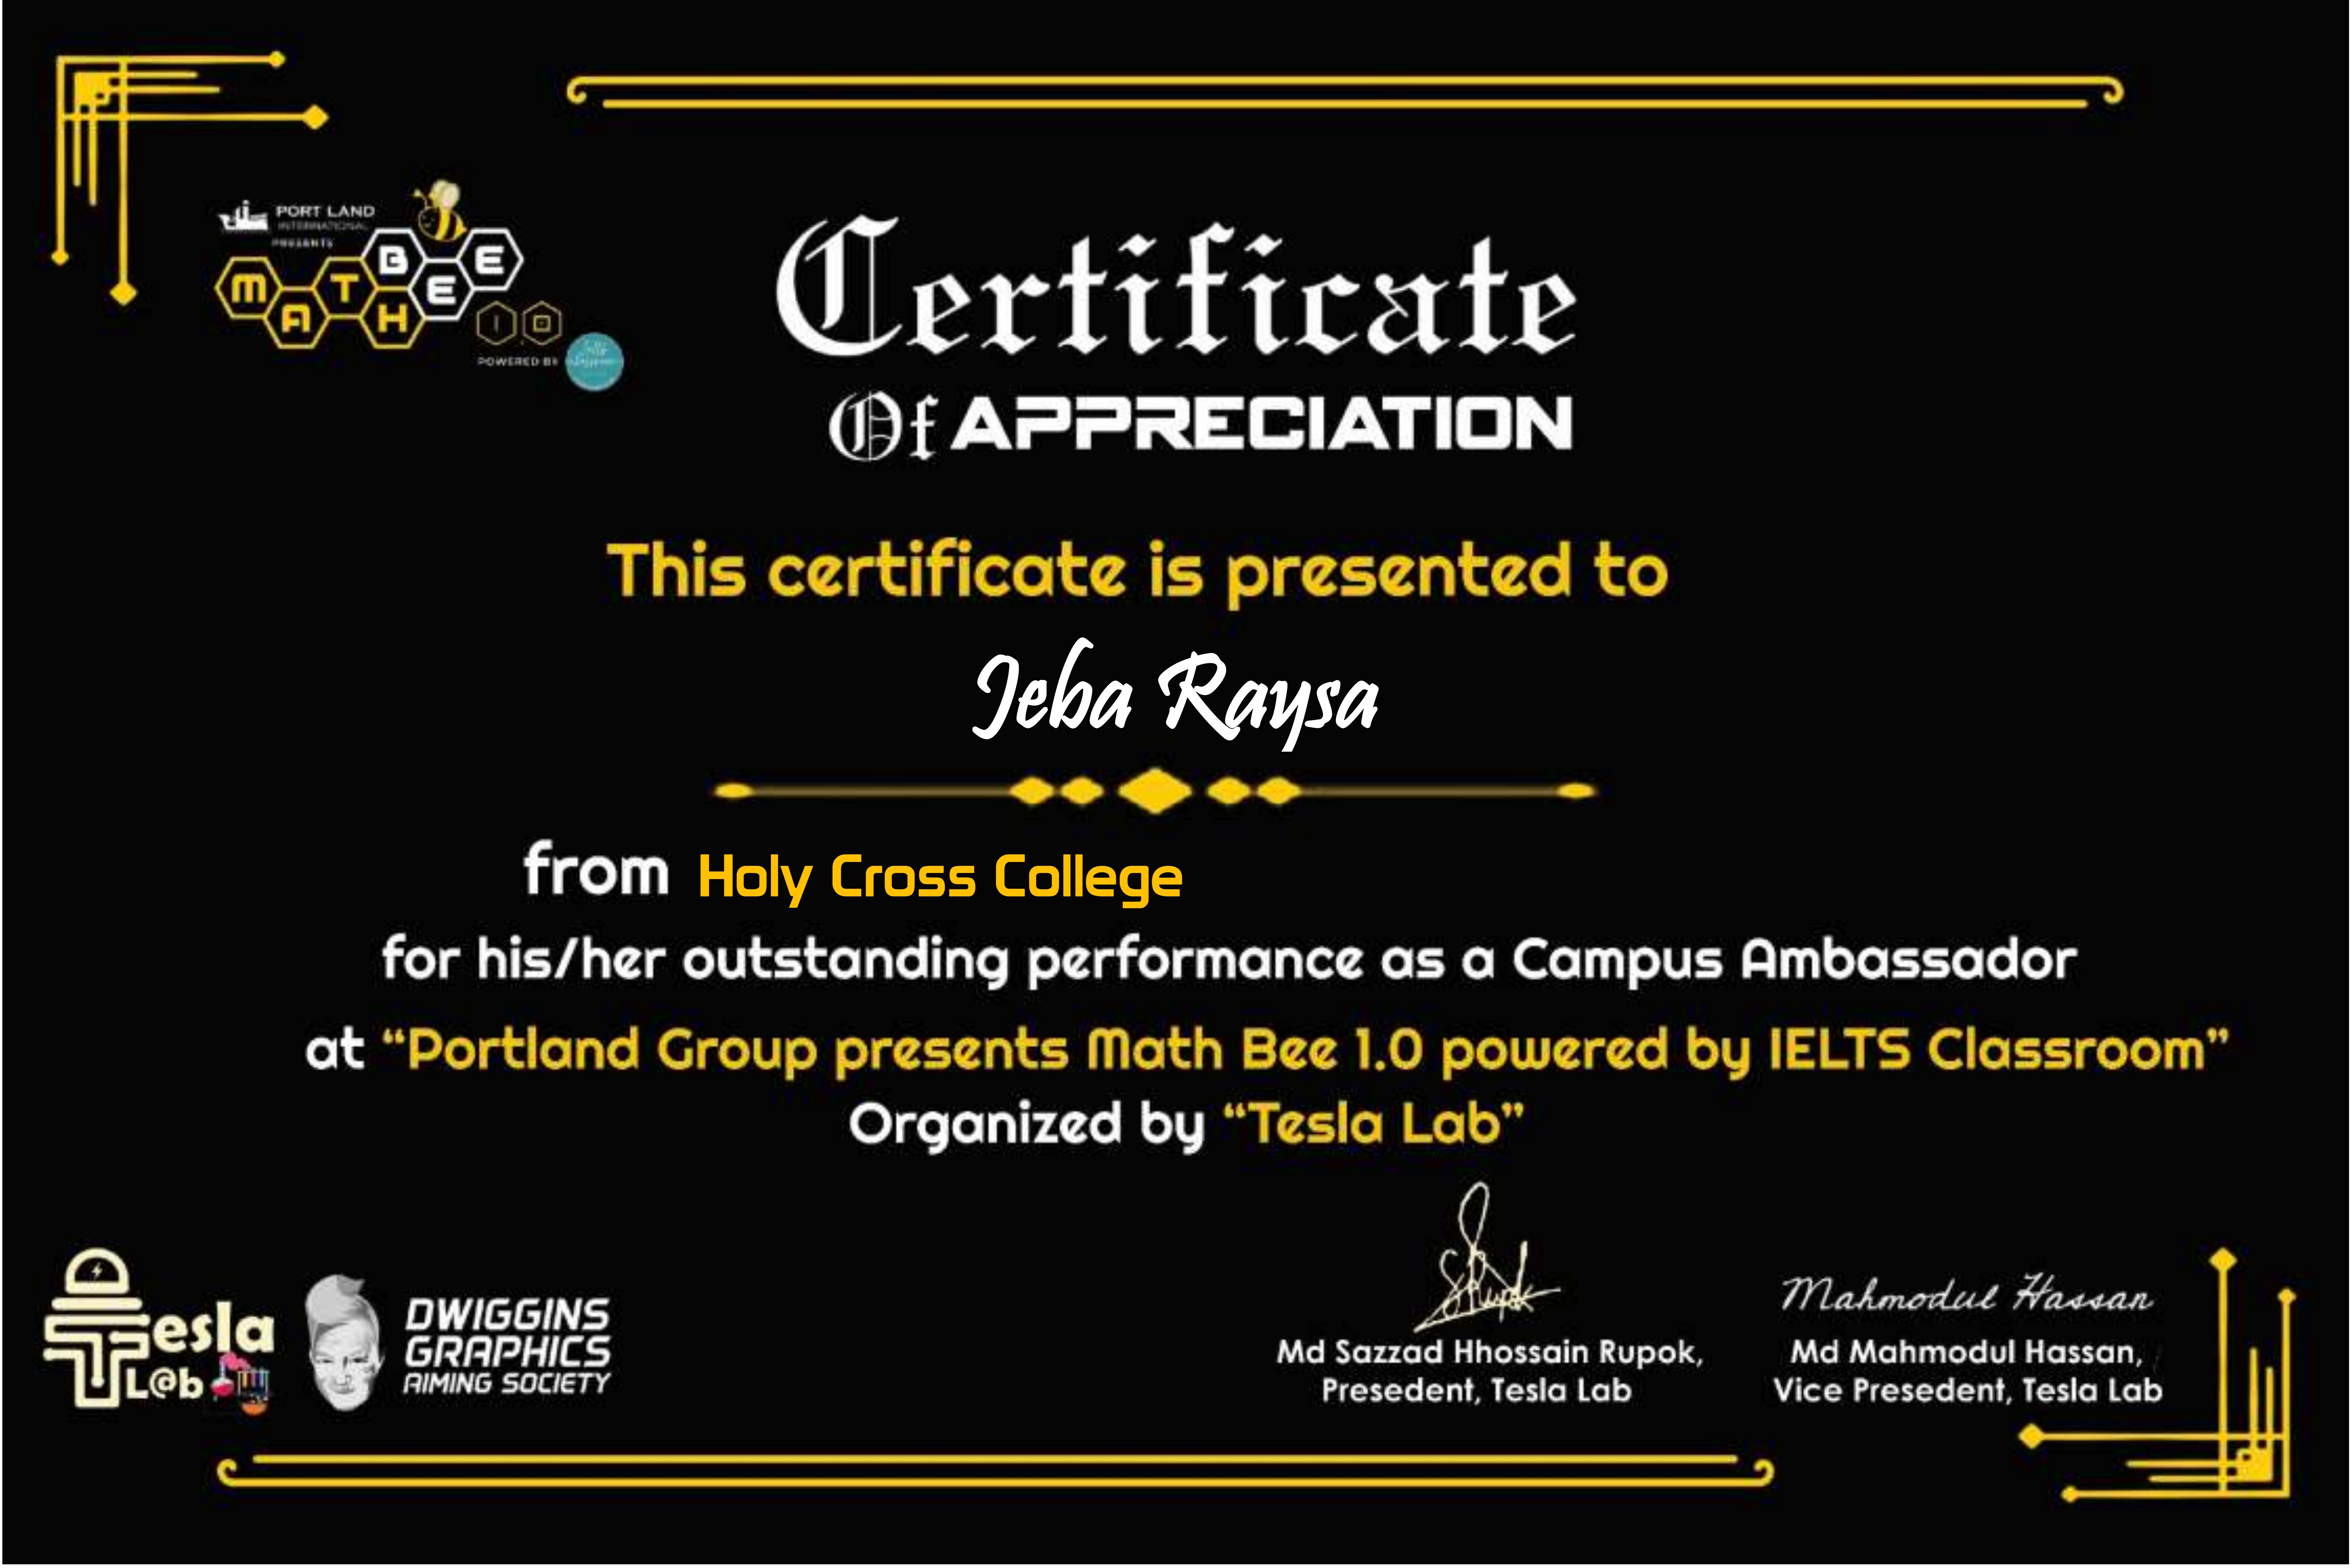 PORT LAND
INTERNATIONAL
PRESENTS
MATH BEE
1.0
POWERED BY
Certificate
Of APPRECIATION
This certificate is presented to
Jeba Raysa
from Holy Cross College
for his/her outstanding performance as a Campus Ambassador
at “Portland Group presents Math Bee 1.0 powered by IELTS Classroom”
Organized by “Tesla Lab”
Tesla
L@b
DWIGGINS
GRAPHICS
AIMING SOCIETY
SRupok
Md Sazzad Hhossain Rupok,
Presedent, Tesla Lab
Mahmodul Hassan
Md Mahmodul Hassan,
Vice Presedent, Tesla Lab